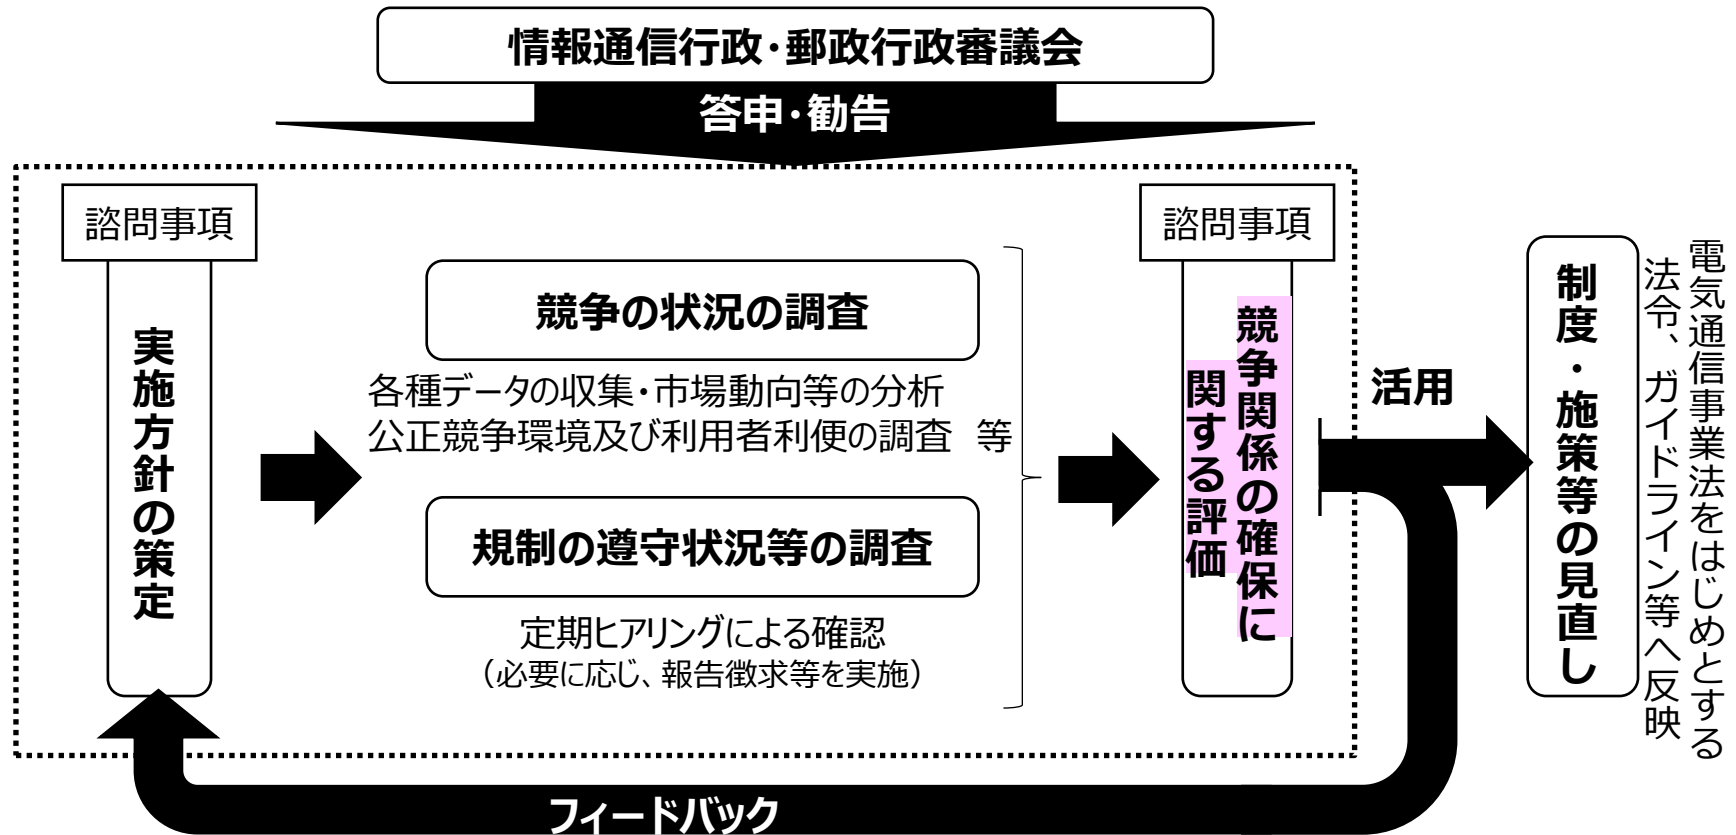 情報通信行政・郵政行政審議会
答申・勧告
諮問事項
実施方針の策定
競争の状況の調査
各種データの収集・市場動向等の分析
公正競争環境及び利用者利便の調査　等
規制の遵守状況等の調査
定期ヒアリングによる確認
（必要に応じ、報告徴求等を実施）
諮問事項
競争関係の確保に
関する評価
活用
制度・施策等の見直し
電気通信事業法をはじめとする
法令、ガイドライン等へ反映
フィードバック